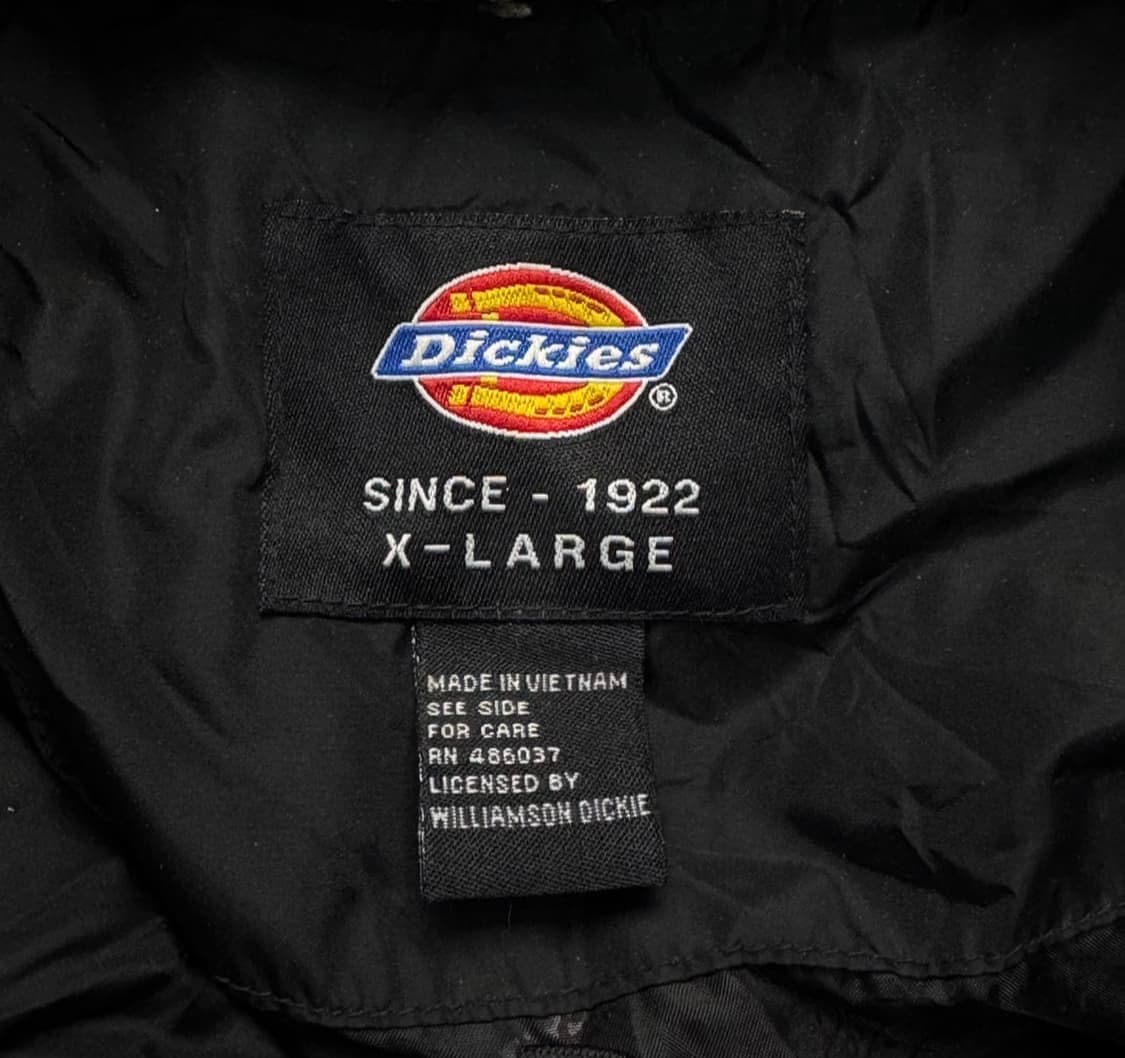 Dickies
®
SINCE - 1922
X-LARGE
MADE IN VIETNAM
SEE SIDE
FOR CARE
RN 486037
LICENSED BY
WILLIAMSON DICKIE